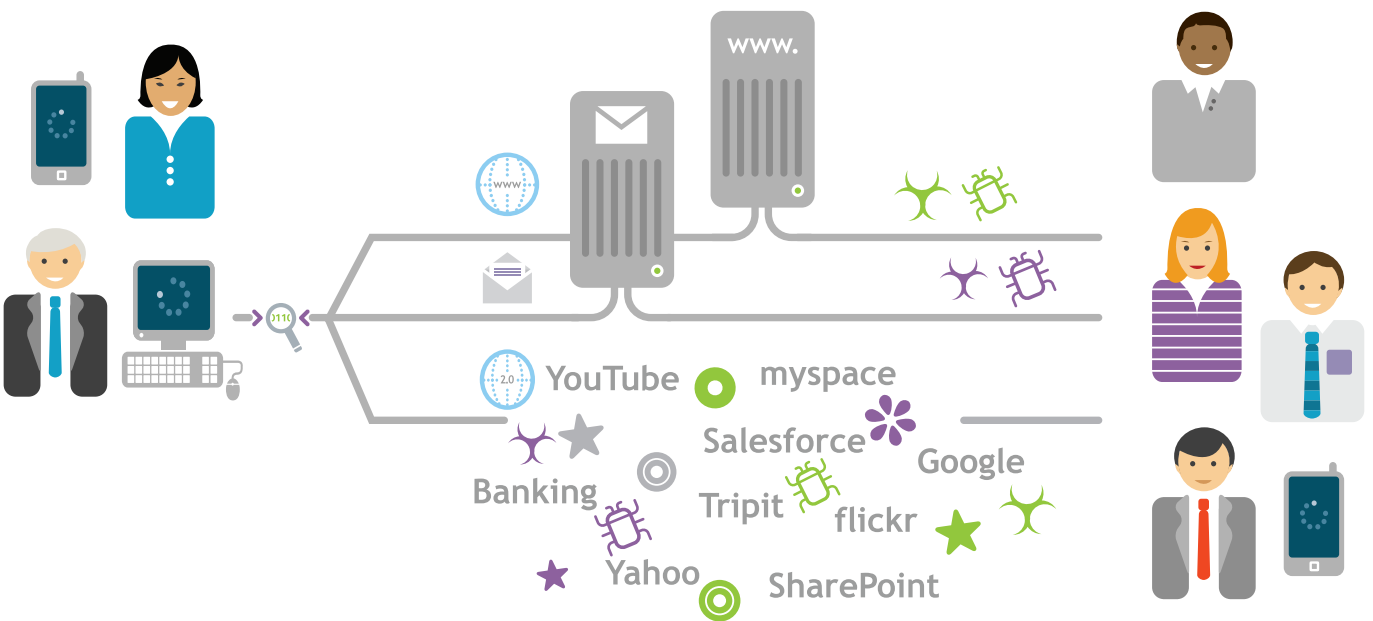 www.
www
0110
2.0
YouTube
myspace
Salesforce
Google
Banking
Tripit
flickr
Yahoo
SharePoint